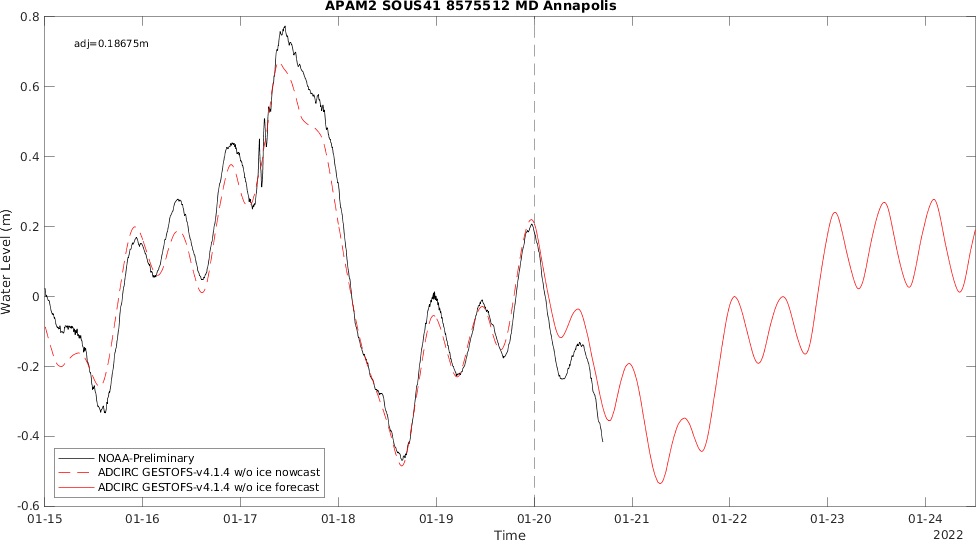 APAM2 SOUS41 8575512 MD Annapolis
adj=0.18675m
Water Level (m)
0.8
0.6
0.4
0.2
0
-0.2
-0.4
-0.6
NOAA-Preliminary
ADCIRC GESTOFS-v4.1.4 w/o ice nowcast
ADCIRC GESTOFS-v4.1.4 w/o ice forecast
01-15 01-16 01-17 01-18 01-19 01-20 01-21 01-22 01-23 01-24
Time
2022